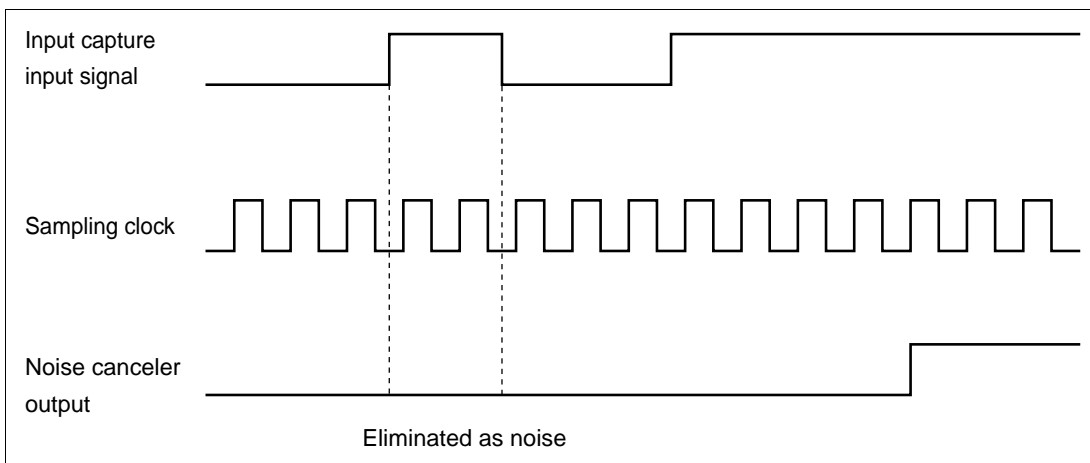 Input capture
input signal
Sampling clock
Noise canceler
output
Eliminated as noise